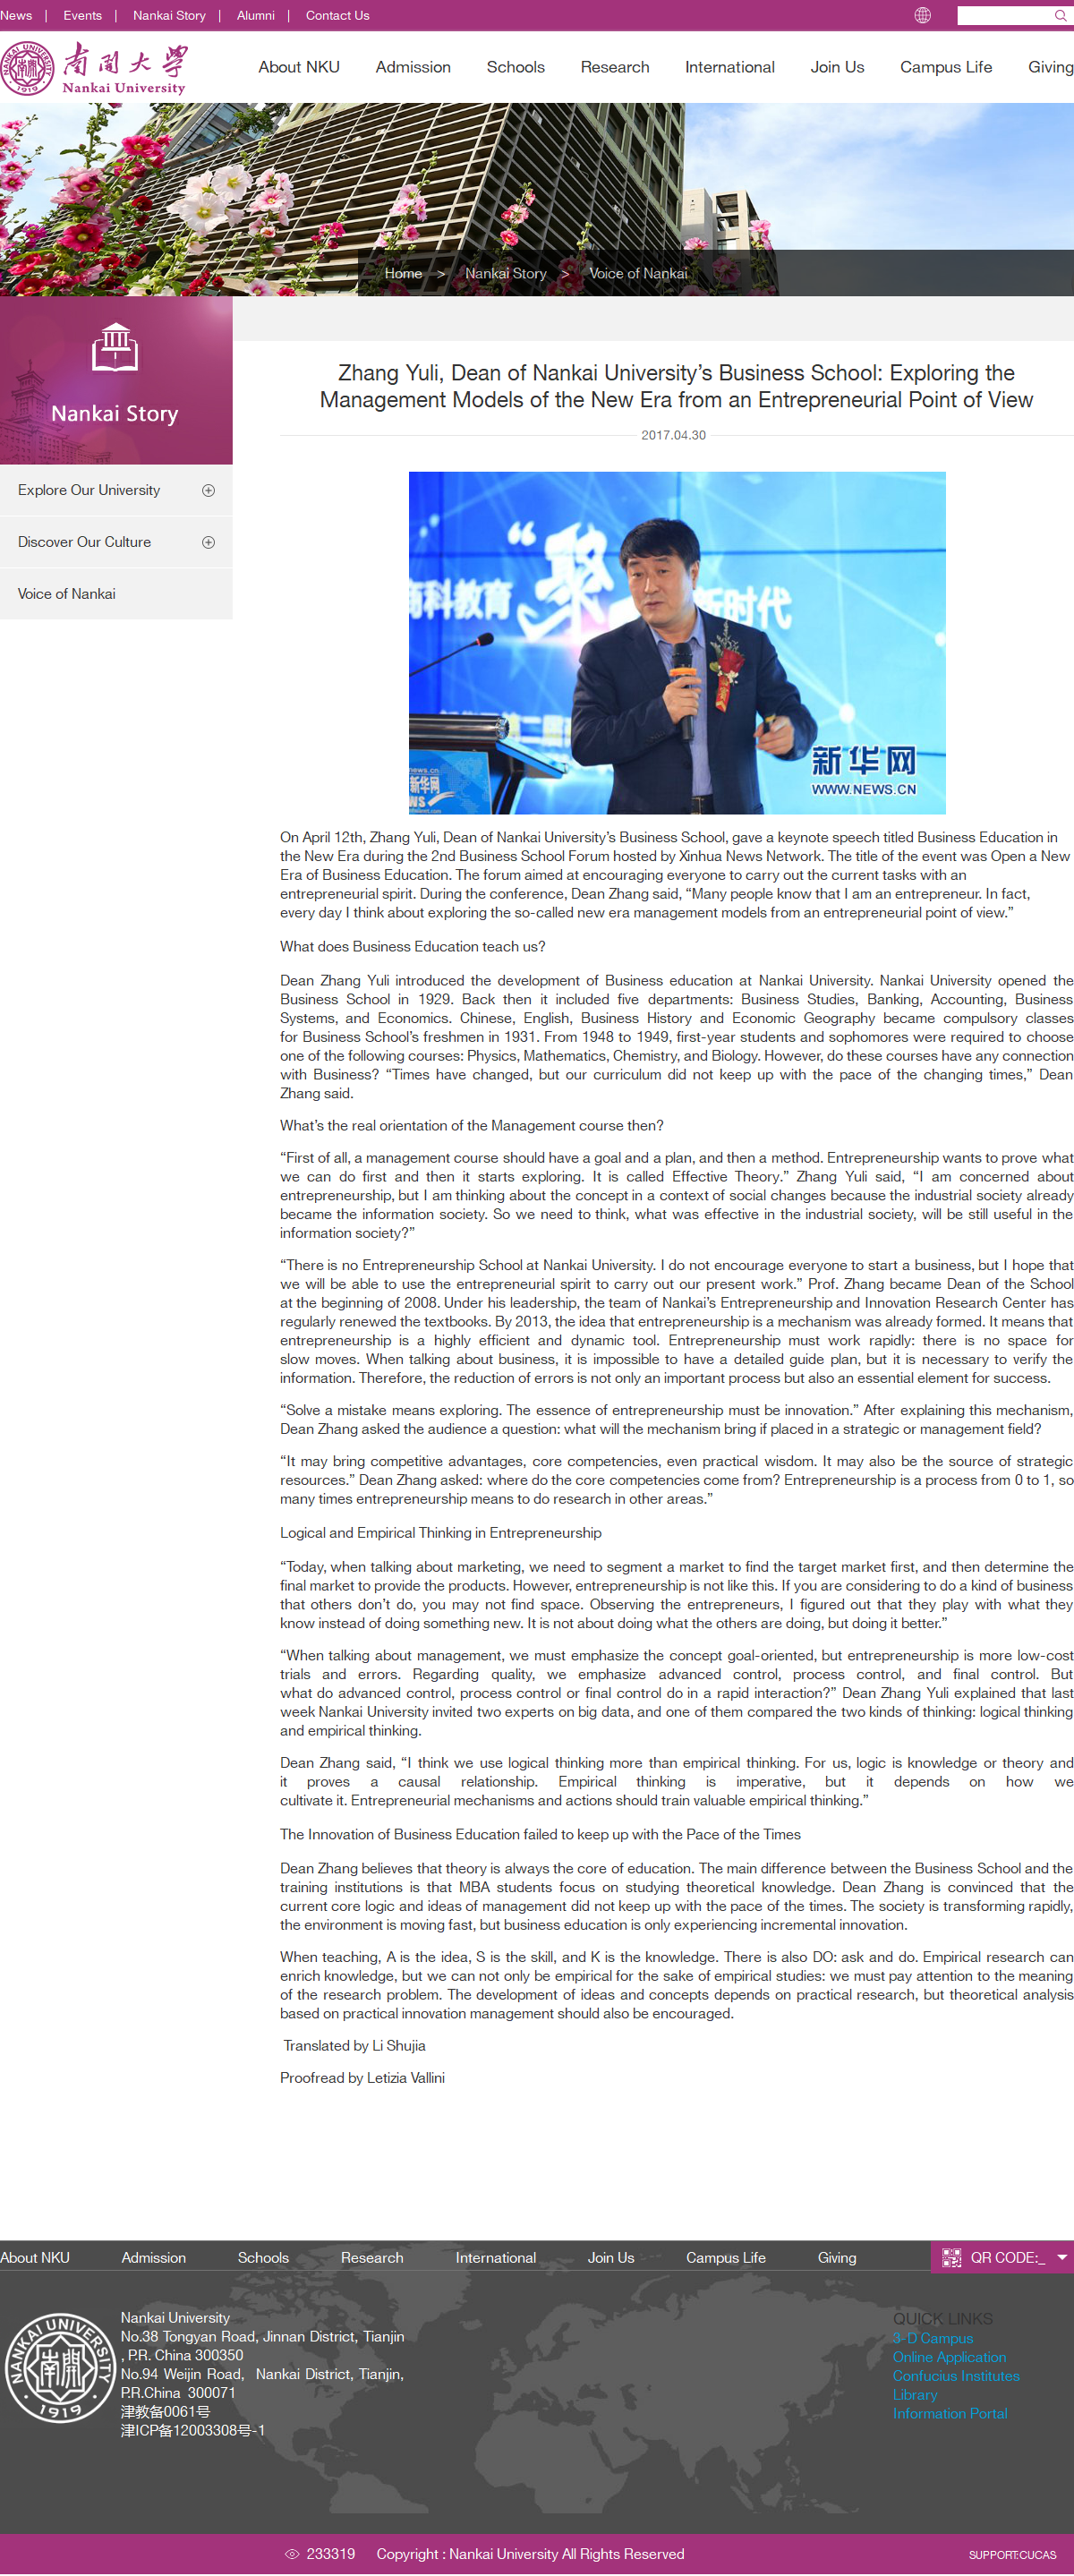 News | Events | Nankai Story | Alumni | Contact Us
NANKAI UNIVERSITY
1919
南開大學
Nankai University
About NKU Admission Schools Research International Join Us Campus Life Giving
Home > Nankai Story > Voice of Nankai
Nankai Story
Explore Our University
Discover Our Culture
Voice of Nankai
Zhang Yuli, Dean of Nankai University’s Business School: Exploring the
Management Models of the New Era from an Entrepreneurial Point of View
2017.04.30
“聚
商科教育 新时代
新华网
WWW.NEWS.CN
news.cn
新华网
NEWS
On April 12th, Zhang Yuli, Dean of Nankai University’s Business School, gave a keynote speech titled Business Education in
the New Era during the 2nd Business School Forum hosted by Xinhua News Network. The title of the event was Open a New
Era of Business Education. The forum aimed at encouraging everyone to carry out the current tasks with an
entrepreneurial spirit. During the conference, Dean Zhang said, “Many people know that I am an entrepreneur. In fact,
every day I think about exploring the so-called new era management models from an entrepreneurial point of view.”
What does Business Education teach us?
Dean Zhang Yuli introduced the development of Business education at Nankai University. Nankai University opened the
Business School in 1929. Back then it included five departments: Business Studies, Banking, Accounting, Business
Systems, and Economics. Chinese, English, Business History and Economic Geography became compulsory classes
for Business School’s freshmen in 1931. From 1948 to 1949, first-year students and sophomores were required to choose
one of the following courses: Physics, Mathematics, Chemistry, and Biology. However, do these courses have any connection
with Business? “Times have changed, but our curriculum did not keep up with the pace of the changing times,” Dean
Zhang said.
What’s the real orientation of the Management course then?
“First of all, a management course should have a goal and a plan, and then a method. Entrepreneurship wants to prove what
we can do first and then it starts exploring. It is called Effective Theory.” Zhang Yuli said, “I am concerned about
entrepreneurship, but I am thinking about the concept in a context of social changes because the industrial society already
became the information society. So we need to think, what was effective in the industrial society, will be still useful in the
information society?”
“There is no Entrepreneurship School at Nankai University. I do not encourage everyone to start a business, but I hope that
we will be able to use the entrepreneurial spirit to carry out our present work.” Prof. Zhang became Dean of the School
at the beginning of 2008. Under his leadership, the team of Nankai’s Entrepreneurship and Innovation Research Center has
regularly renewed the textbooks. By 2013, the idea that entrepreneurship is a mechanism was already formed. It means that
entrepreneurship is a highly efficient and dynamic tool. Entrepreneurship must work rapidly: there is no space for
slow moves. When talking about business, it is impossible to have a detailed guide plan, but it is necessary to verify the
information. Therefore, the reduction of errors is not only an important process but also an essential element for success.
“Solve a mistake means exploring. The essence of entrepreneurship must be innovation.” After explaining this mechanism,
Dean Zhang asked the audience a question: what will the mechanism bring if placed in a strategic or management field?
“It may bring competitive advantages, core competencies, even practical wisdom. It may also be the source of strategic
resources.” Dean Zhang asked: where do the core competencies come from? Entrepreneurship is a process from 0 to 1, so
many times entrepreneurship means to do research in other areas.”
Logical and Empirical Thinking in Entrepreneurship
“Today, when talking about marketing, we need to segment a market to find the target market first, and then determine the
final market to provide the products. However, entrepreneurship is not like this. If you are considering to do a kind of business
that others don’t do, you may not find space. Observing the entrepreneurs, I figured out that they play with what they
know instead of doing something new. It is not about doing what the others are doing, but doing it better.”
“When talking about management, we must emphasize the concept goal-oriented, but entrepreneurship is more low-cost
trials and errors. Regarding quality, we emphasize advanced control, process control, and final control. But
what do advanced control, process control or final control do in a rapid interaction?” Dean Zhang Yuli explained that last
week Nankai University invited two experts on big data, and one of them compared the two kinds of thinking: logical thinking
and empirical thinking.
Dean Zhang said, “I think we use logical thinking more than empirical thinking. For us, logic is knowledge or theory and
it proves a causal relationship. Empirical thinking is imperative, but it depends on how we
cultivate it. Entrepreneurial mechanisms and actions should train valuable empirical thinking.”
The Innovation of Business Education failed to keep up with the Pace of the Times
Dean Zhang believes that theory is always the core of education. The main difference between the Business School and the
training institutions is that MBA students focus on studying theoretical knowledge. Dean Zhang is convinced that the
current core logic and ideas of management did not keep up with the pace of the times. The society is transforming rapidly,
the environment is moving fast, but business education is only experiencing incremental innovation.
When teaching, A is the idea, S is the skill, and K is the knowledge. There is also DO: ask and do. Empirical research can
enrich knowledge, but we can not only be empirical for the sake of empirical studies: we must pay attention to the meaning
of the research problem. The development of ideas and concepts depends on practical research, but theoretical analysis
based on practical innovation management should also be encouraged.
Translated by Li Shujia
Proofread by Letizia Vallini
About NKU Admission Schools Research International Join Us Campus Life Giving QR CODE:_
NANKAI UNIVERSITY
1919
Nankai University
No.38 Tongyan Road, Jinnan District, Tianjin
, P.R. China 300350
No.94 Weijin Road, Nankai District, Tianjin,
P.R.China 300071
津教备0061号
津ICP备12003308号-1
QUICK LINKS
3-D Campus
Online Application
Confucius Institutes
Library
Information Portal
233319 Copyright : Nankai University All Rights Reserved
SUPPORT:CUCAS